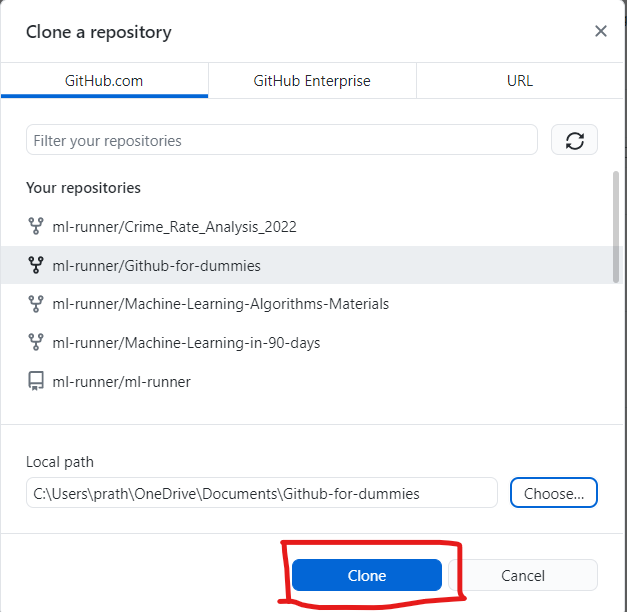 Clone a repository
GitHub.com
GitHub Enterprise
URL
Filter your repositories
Your repositories
ml-runner/Crime_Rate_Analysis_2022
ml-runner/Github-for-dummies
ml-runner/Machine-Learning-Algorithms-Materials
ml-runner/Machine-Learning-in-90-days
ml-runner/ml-runner
Local path
C:\Users\prath\OneDrive\Documents\Github-for-dummies
Choose...
Clone
Cancel